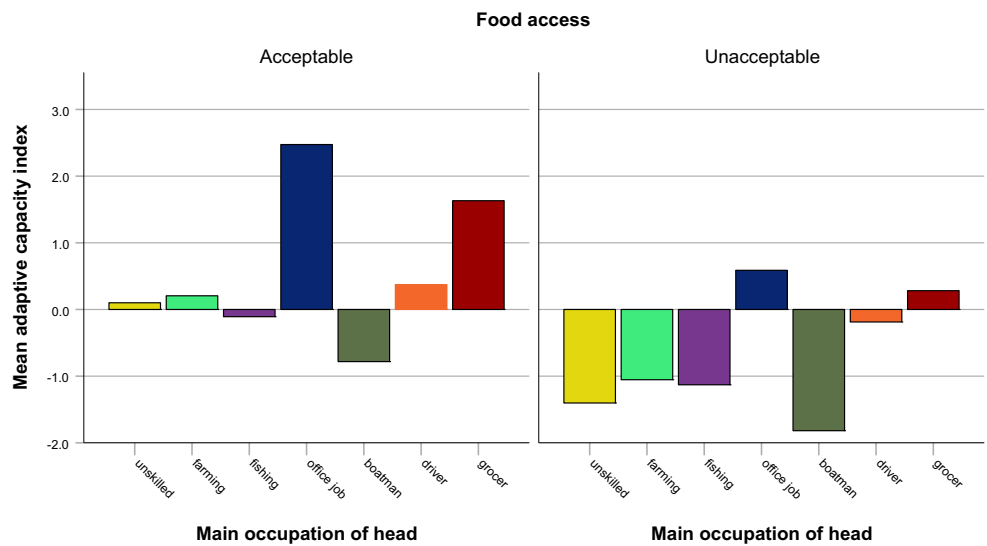 Food access
Acceptable
Unacceptable
Mean adaptive capacity index
3.0
2.0
1.0
0.0
-1.0
-2.0
unskilled
farming
fishing
office job
boatman
driver
grocer
unskilled
farming
fishing
office job
boatman
driver
grocer
Main occupation of head
Main occupation of head